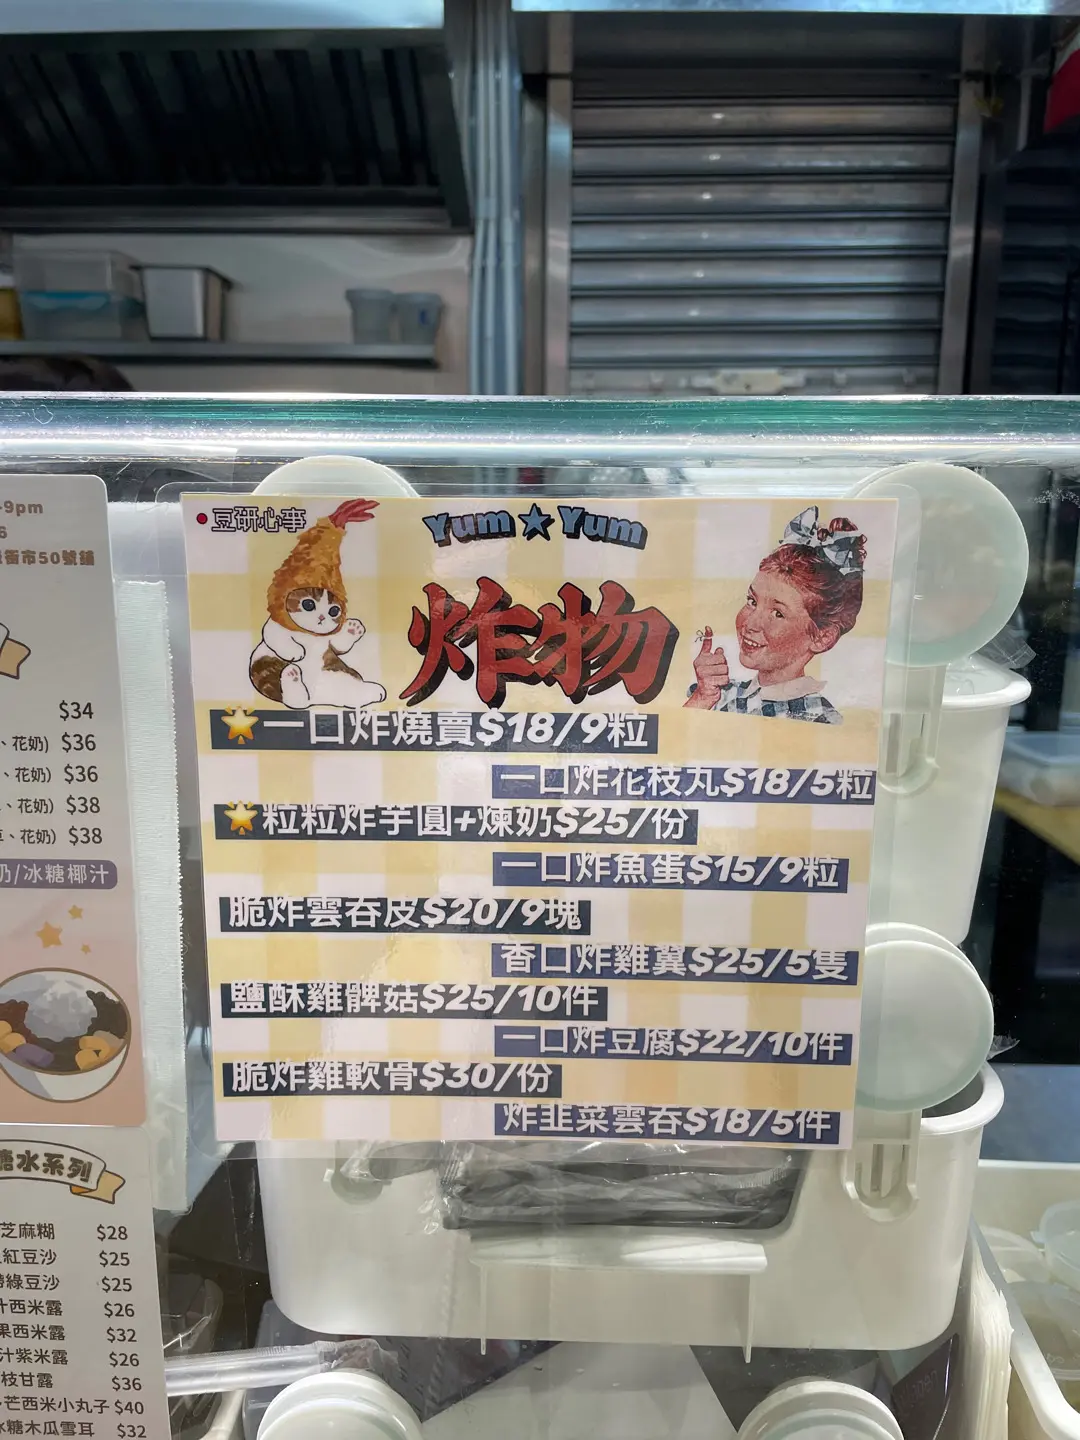 9pm
街市50號鋪
$34
、花奶) $36
、花奶) $36
、花奶) $38
、花奶) $38
奶/冰糖椰汁
豆研心事
Yum Yum
炸物
一口炸燒賣$18/9粒
一口炸花枝丸$18/5粒
粒粒炸芋圓+煉奶$25/份
一口炸魚蛋$15/9粒
脆炸雲吞皮$20/9塊
香口炸雞翼$25/5隻
鹽酥雞髀菇$25/10件
一口炸豆腐$22/10件
脆炸雞軟骨$30/份
炸韭菜雲吞$18/5件
糖水系列
芝麻糊 $28
紅豆沙 $25
綠豆沙 $25
汁西米露 $26
果西米露 $32
汁紫米露 $26
枝甘露 $36
芒西米小丸子 $40
冰糖木瓜雪耳 $32